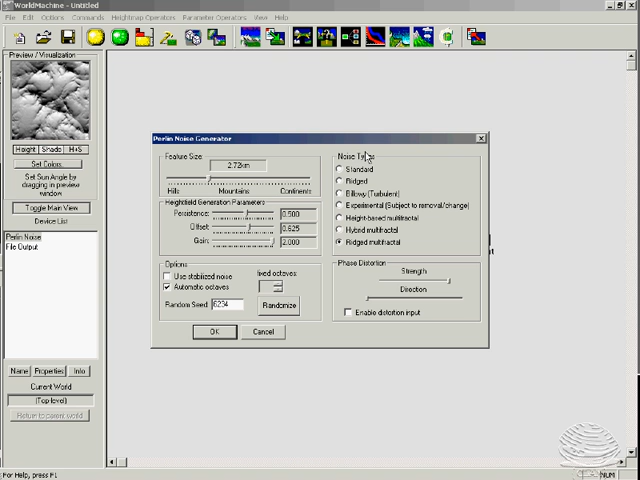 WorldMachine - Untitled
File Edit Options Commands Heightmap Operators Parameter Operators View Help
Preview / Visualization
Height Shade H+S
Set Colors..
Set Sun Angle by
dragging in preview
window
Toggle Main View
Device List
Perlin Noise
File Output
Name Properties Info
Current World
(Top level)
Return to parent world
Perlin Noise Generator
Feature Size:
2.72km
Hills Mountains Continents
Heightfield Generation Parameters
Persistence: 0.500
Offset: 0.625
Gain: 2.000
Options
Use stabilized noise
Automatic octaves
fixed octaves:
Random Seed: 6234
Randomize
OK Cancel
Noise Types
Standard
Ridged
Billowy (Turbulent)
Experimental (Subject to removal/change)
Height-based multifractal
Hybrid multifractal
Ridged multifractal
Phase Distortion
Strength
Direction
Enable distortion input
For Help, press F1
NUM